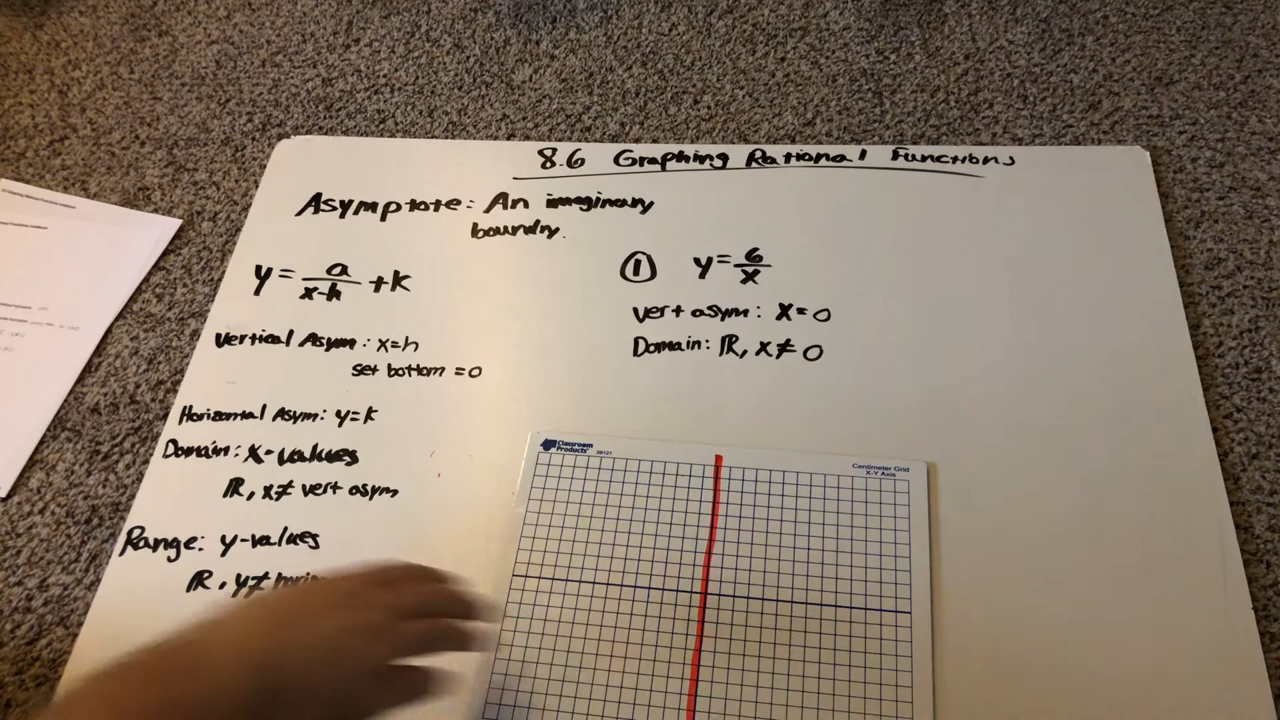 8.6 Graphing Rational Functions
Asymptote: An imaginary
boundry.
y = a/(x-h) + k
Vertical Asym: x=h
set bottom = 0
Horizontal Asym: y=k
Domain: x-values
ℝ, x≠ vert asym
Range: y-values
ℝ, y≠
① y = 6/x
vert asym: x=0
Domain: ℝ, x≠0
Classroom
Products
Centimeter Grid
X-Y Axis